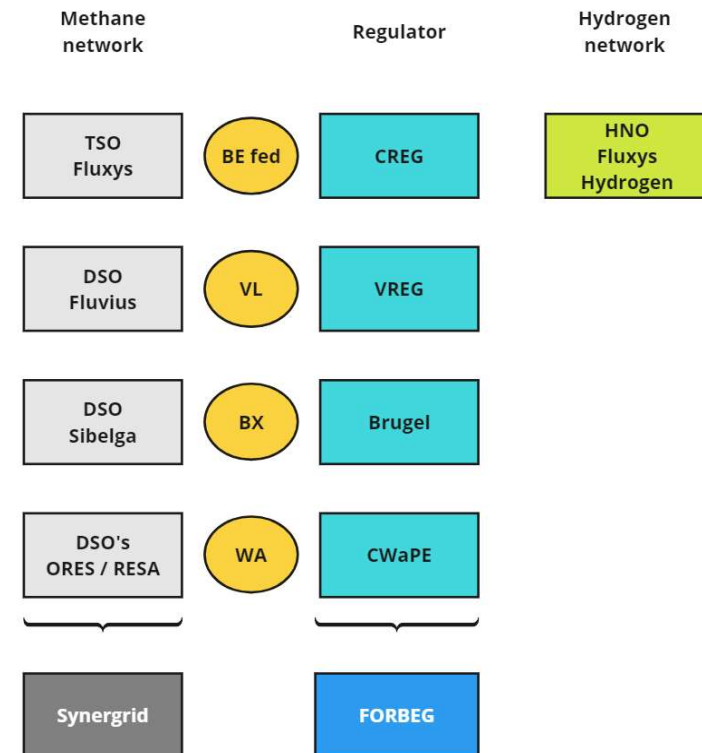 Methane
network
Regulator
Hydrogen
network
TSO
Fluxys
BE fed
CREG
HNO
Fluxys
Hydrogen
DSO
Fluvius
VL
VREG
DSO
Sibelga
BX
Brugel
DSO's
ORES / RESA
WA
CWaPE
Synergrid
FORBEG